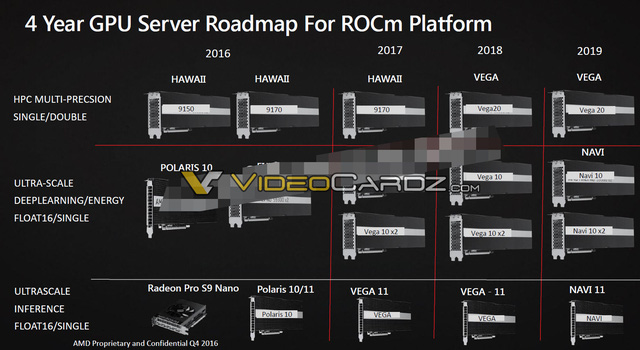 4 Year GPU Server Roadmap For ROCm Platform
2016
2017
2018
2019
HAWAII
HAWAII
HAWAII
VEGA
VEGA
HPC MULTI-PRECSION
SINGLE/DOUBLE
9150
9170
9170
Vega20
Vega 20
POLARIS 10
NAVI
ULTRA-SCALE
DEEPLEARNING/ENERGY
FLOAT16/SINGLE
VIDEOCARDZ.COM
Vega 10
Navi 10
Vega 10 x2
Vega 10 x2
Navi 10 x2
ULTRASCALE
INFERENCE
FLOAT16/SINGLE
Radeon Pro S9 Nano
Polaris 10/11
VEGA 11
VEGA - 11
NAVI 11
Polaris 10
VEGA
VEGA
NAVI
AMD Proprietary and Confidential Q4 2016